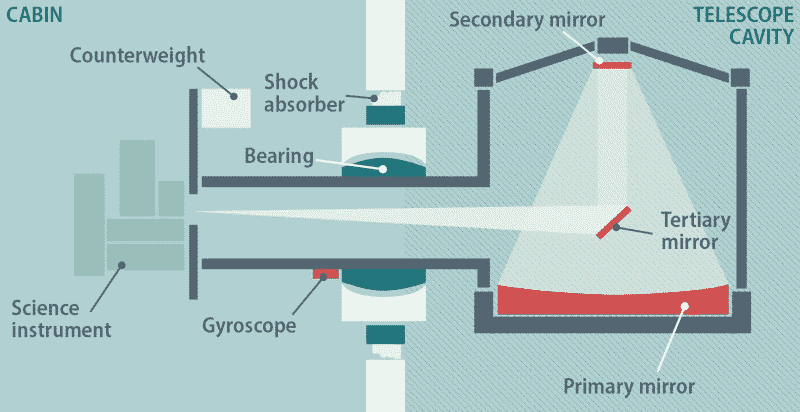 CABIN
TELESCOPE
CAVITY
Secondary mirror
Counterweight
Shock
absorber
Bearing
Tertiary
mirror
Science
instrument
Gyroscope
Primary mirror